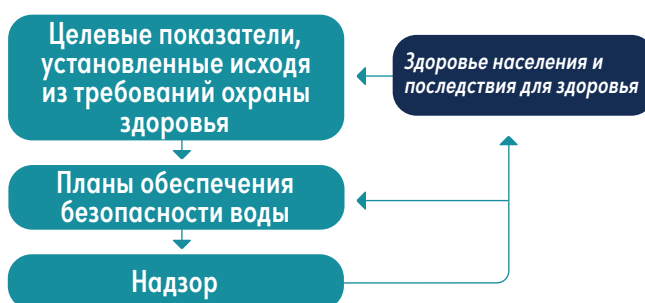 Целевые показатели,
установленные исходя
из требований охраны
здоровья
Здоровье населения и
последствия для здоровья
Планы обеспечения
безопасности воды
Надзор